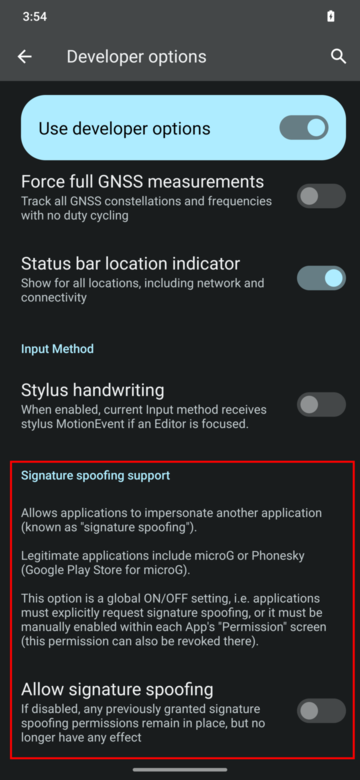 3:54
Developer options
Use developer options
Force full GNSS measurements
Track all GNSS constellations and frequencies
with no duty cycling
Status bar location indicator
Show for all locations, including network and
connectivity
Input Method
Stylus handwriting
When enabled, current Input method receives
stylus MotionEvent if an Editor is focused.
Signature spoofing support
Allows applications to impersonate another application
(known as "signature spoofing").
Legitimate applications include microG or Phonesky
(Google Play Store for microG).
This option is a global ON/OFF setting, i.e. applications
must explicitly request signature spoofing, or it must be
manually enabled within each App's "Permission" screen
(this permission can also be revoked there).
Allow signature spoofing
If disabled, any previously granted signature
spoofing permissions remain in place, but no
longer have any effect